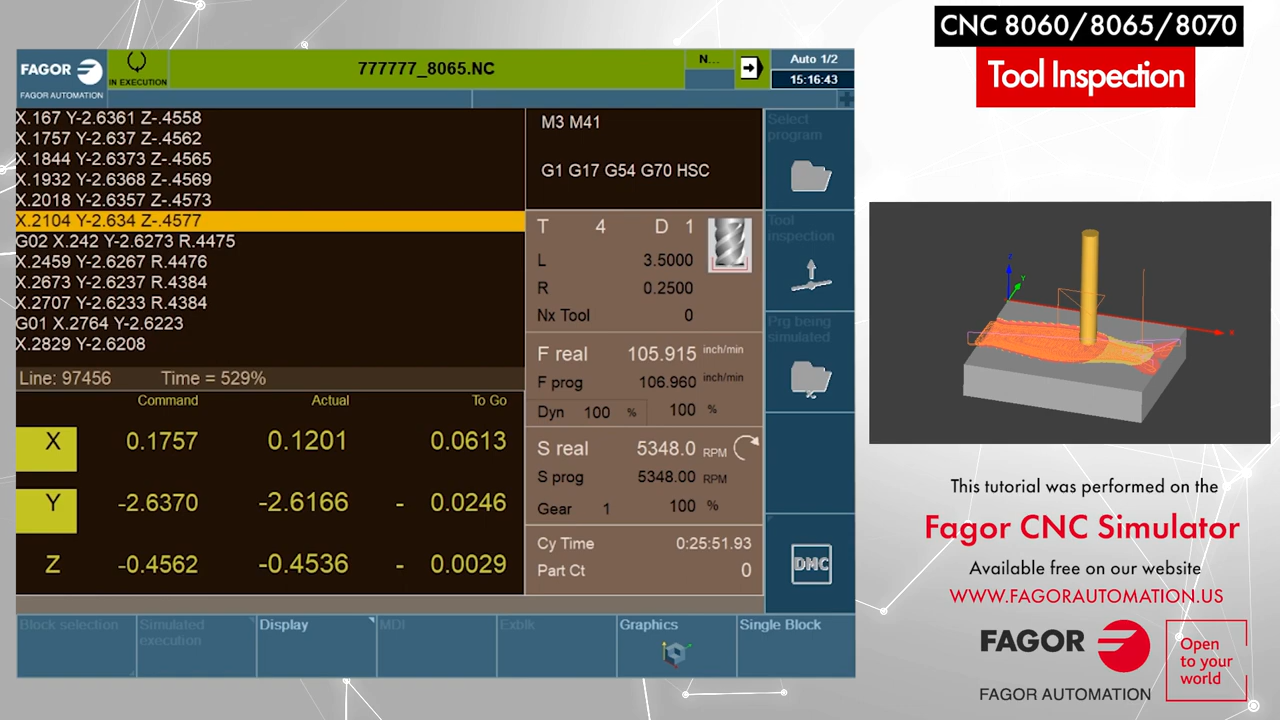 CNC 8060/8065/8070
Tool Inspection
FAGOR
FAGOR AUTOMATION
IN EXECUTION
777777_8065.NC
N...
Auto 1/2
15:16:43
X.167 Y-2.6361 Z-.4558
X.1757 Y-2.637 Z-.4562
X.1844 Y-2.6373 Z-.4565
X.1932 Y-2.6368 Z-.4569
X.2018 Y-2.6357 Z-.4573
X.2104 Y-2.634 Z-.4577
G02 X.242 Y-2.6273 R.4475
X.2459 Y-2.6267 R.4476
X.2673 Y-2.6237 R.4384
X.2707 Y-2.6233 R.4384
G01 X.2764 Y-2.6223
X.2829 Y-2.6208
Line: 97456 Time = 529%
Command Actual To Go
X 0.1757 0.1201 0.0613
Y -2.6370 -2.6166 - 0.0246
Z -0.4562 -0.4536 - 0.0029
M3 M41
G1 G17 G54 G70 HSC
T 4 D 1
L 3.5000
R 0.2500
Nx Tool 0
F real 105.915 inch/min
F prog 106.960 inch/min
Dyn 100 % 100 %
S real 5348.0 RPM
S prog 5348.00 RPM
Gear 1 100 %
Cy Time 0:25:51.93
Part Ct 0
Select
program
Tool
inspection
Prg being
simulated
DMC
Block selection
Simulated
execution
Display
MDI
Exblk
Graphics
Single Block
Z
Y
X
This tutorial was performed on the
Fagor CNC Simulator
Available free on our website
WWW.FAGORAUTOMATION.US
FAGOR
FAGOR AUTOMATION
Open
to your
world